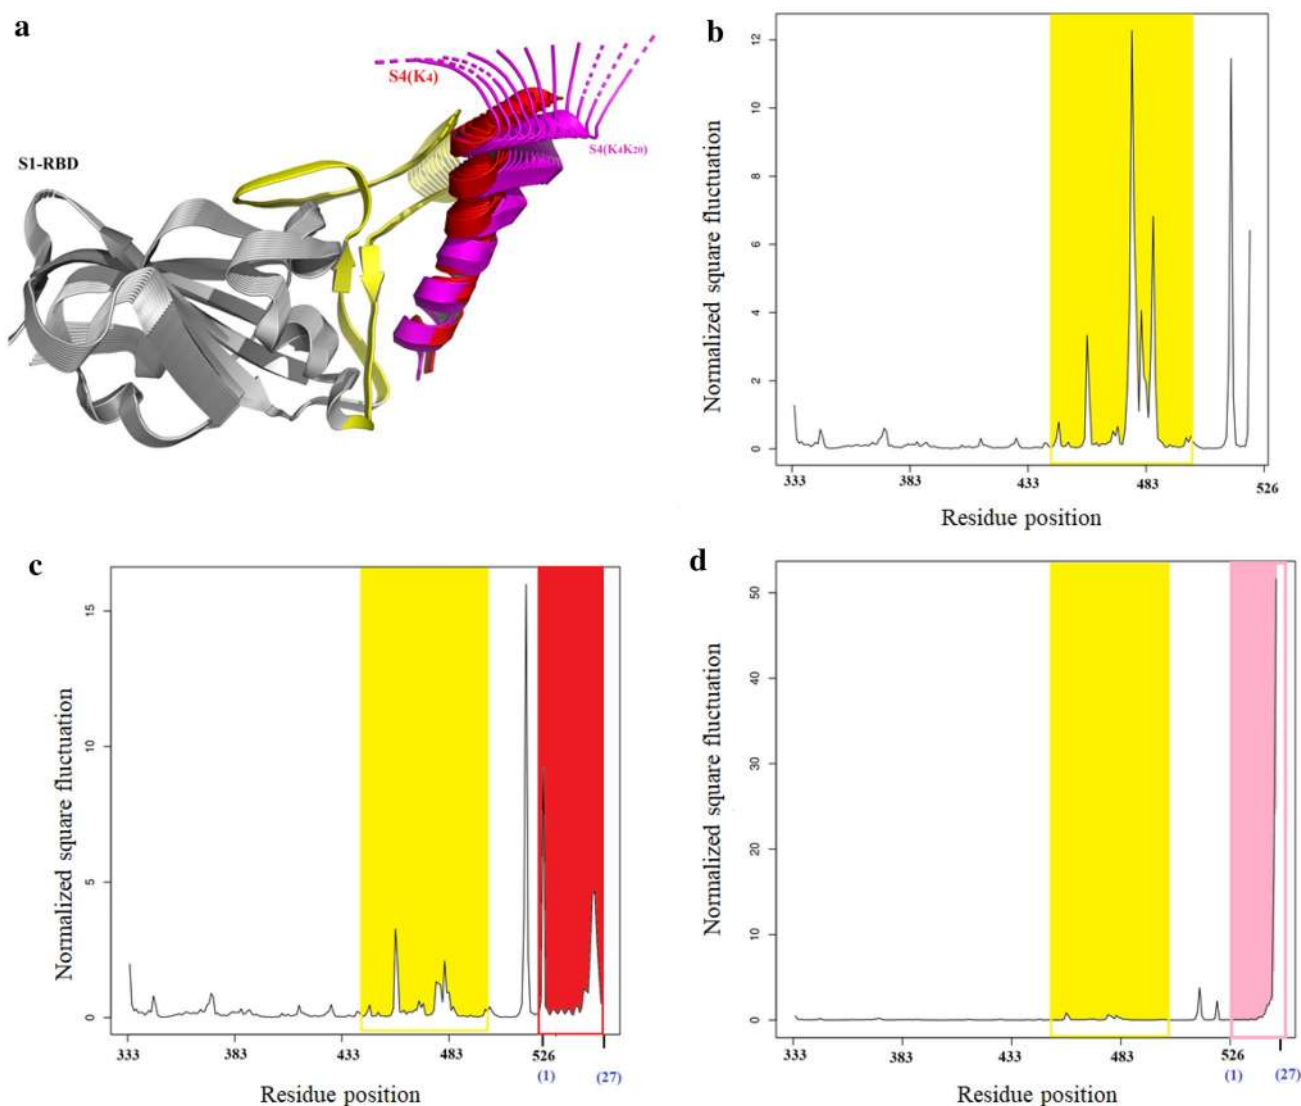 a
S4(K4)
S4(K4K20)
S1-RBD
b
Normalized square fluctuation
12
10
8
6
4
2
0
333 383 433 483 526
Residue position
c
Normalized square fluctuation
15
10
5
0
333 383 433 483 526
(1) (27)
Residue position
d
Normalized square fluctuation
50
40
30
20
10
0
333 383 433 483 526
(1) (27)
Residue position